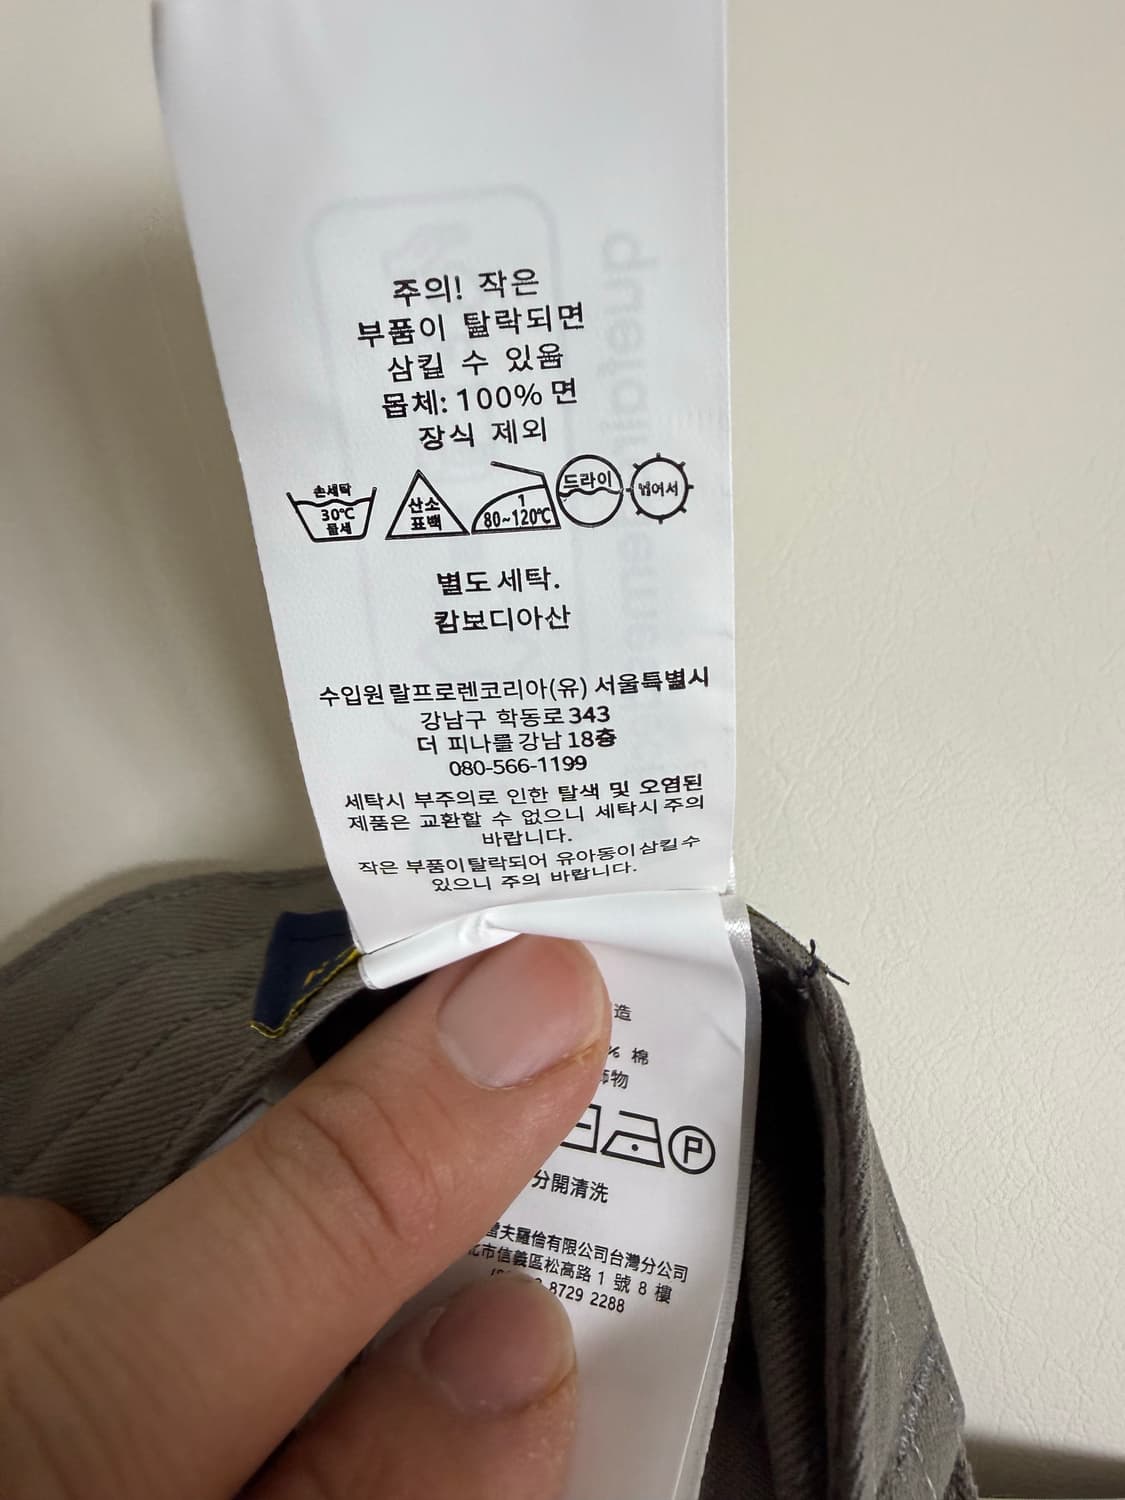 주의! 작은
부품이 탈락되면
삼킬 수 있음
몸체: 100% 면
장식 제외
손세탁
30℃
물세
산소
표백
1
80~120℃
드라이
뉘어서
별도 세탁.
캄보디아산
수입원 랄프로렌코리아(유) 서울특별시
강남구 학동로 343
더 피나클 강남 18층
080-566-1199
세탁시 부주의로 인한 탈색 및 오염된
제품은 교환할 수 없으니 세탁시 주의
바랍니다.
작은 부품이 탈락되어 유아동이 삼킬 수
있으니 주의 바랍니다.
造
% 棉
飾物
P
分開清洗
夫羅倫有限公司台灣分公司
北市信義區松高路 1 號 8 樓
8729 2288